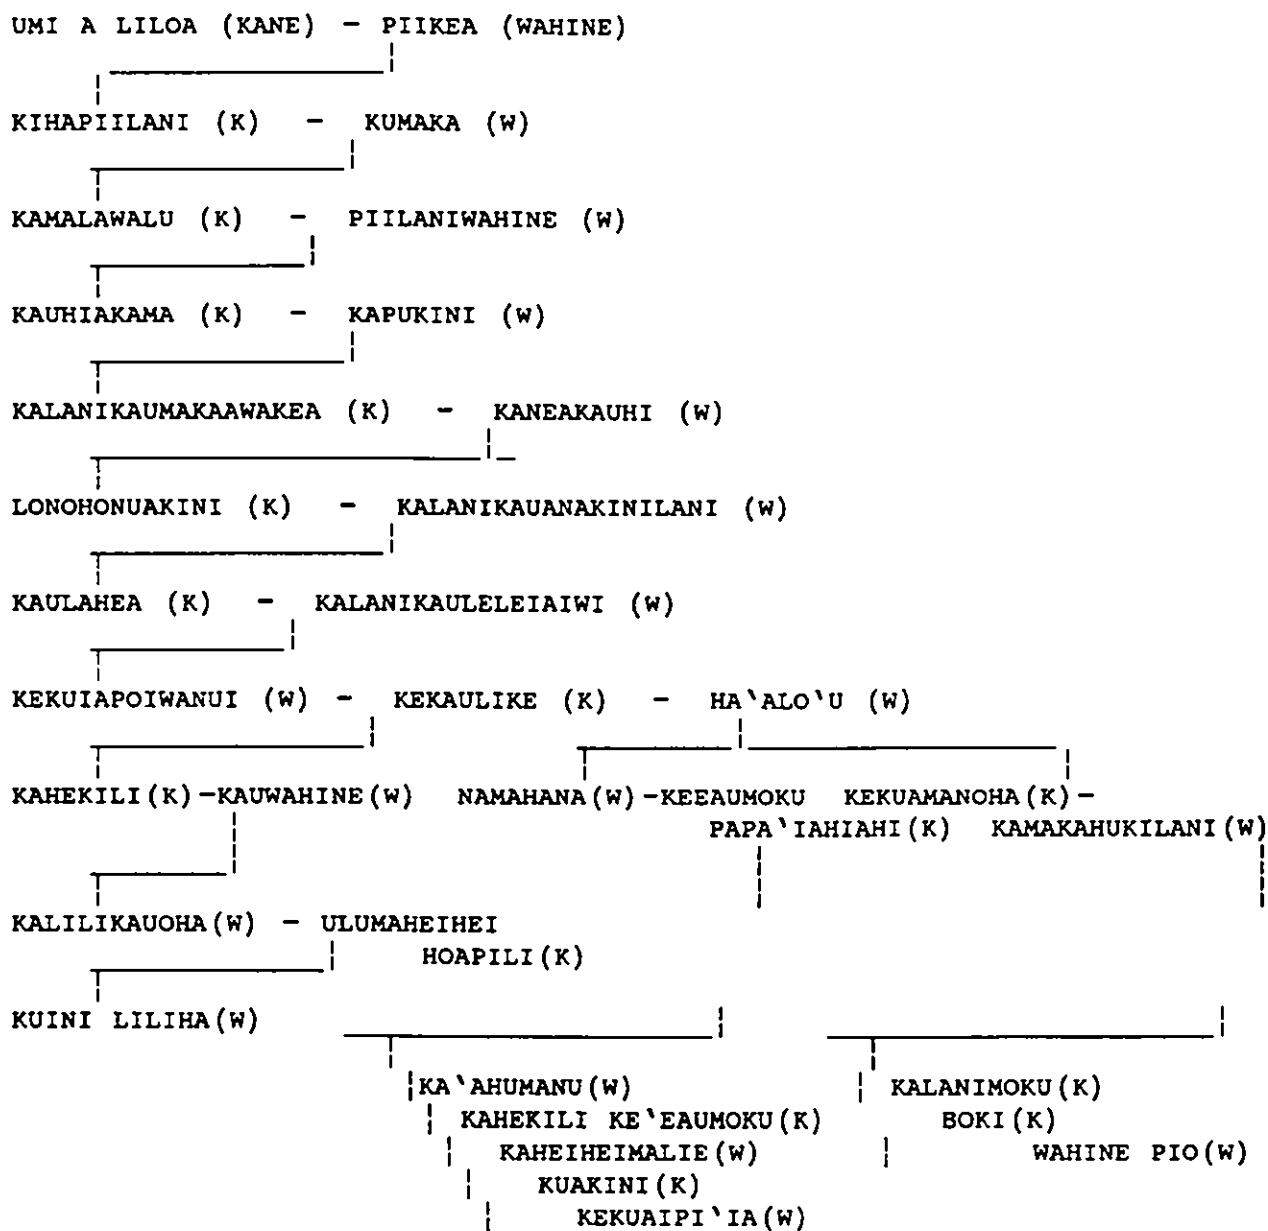 UMI A LILOA (KANE) - PIIKEA (WAHINE)
KIHAPIILANI (K) - KUMAKA (W)
KAMALAWALU (K) - PIILANIWAHINE (W)
KAUHIAKAMA (K) - KAPUKINI (W)
KALANIKAUMAKAAWAKEA (K) - KANEAKAUHI (W)
LONOHONUAKINI (K) - KALANIKAUANAKINILANI (W)
KAULAHEA (K) - KALANIKAULELEIAIWI (W)
KEKUIAPOIWANUI (W) - KEKAULIKE (K) - HA`ALO`U (W)
KAHEKILI(K)-KAUWAHINE(W) NAMAHANA(W)-KEEAUMOKU KEKUAMANOHA(K)-
PAPA`IAHIAHI(K) KAMAKAHUKILANI(W)
KALILIKAUOHA(W) - ULUMAHEIHEI
HOAPILI(K)
KUINI LILIHA(W)
KA`AHUMANU(W) KALANIMOKU(K)
KAHEKILI KE`EAUMOKU(K) BOKI(K)
KAHEIHEIMALIE(W) WAHINE PIO(W)
KUAKINI(K)
KEKUAIPI`IA(W)